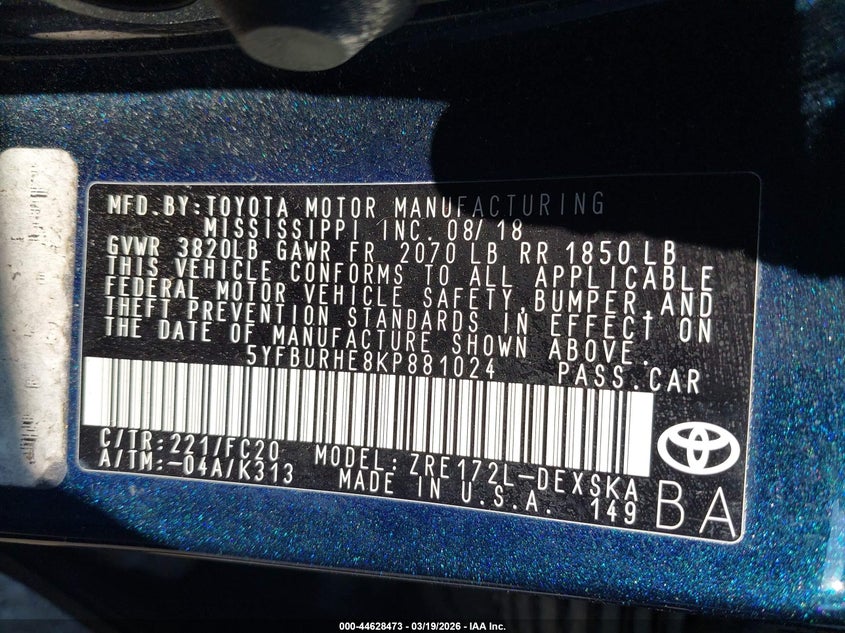 MFD.BY:TOYOTA MOTOR MANUFACTURING
MISSISSIPPI INC. 08/18
GVWR 3820LB GAWR FR 2070 LB RR 1850 LB
THIS VEHICLE CONFORMS TO ALL APPLICABLE
FEDERAL MOTOR VEHICLE SAFETY, BUMPER, AND
THEFT PREVENTION STANDARDS IN EFFECT ON
THE DATE OF MANUFACTURE SHOWN ABOVE.
5YFBURHE8KP881024 PASS.CAR
C/TR:221/FC20 MODEL:ZRE172L-DEXSKA
A/TM:-04A/K313 MADE IN U.S.A. 149
BA
000-44628473 — 03/19/2026 — IAA Inc.